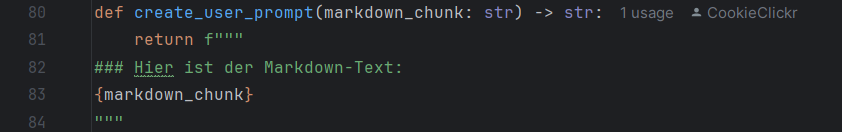 80 def create_user_prompt(markdown_chunk: str) -> str: 1 usage CookieClickr
81     return f"""
82 ### Hier ist der Markdown-Text:
83 {markdown_chunk}
84 """